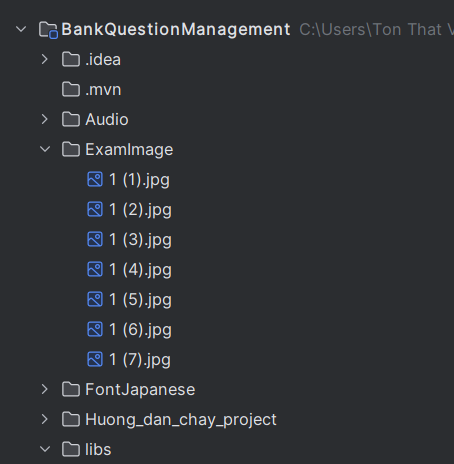 BankQuestionManagement C:\Users\Ton That
.idea
.mvn
Audio
ExamImage
1 (1).jpg
1 (2).jpg
1 (3).jpg
1 (4).jpg
1 (5).jpg
1 (6).jpg
1 (7).jpg
FontJapanese
Huong_dan_chay_project
libs